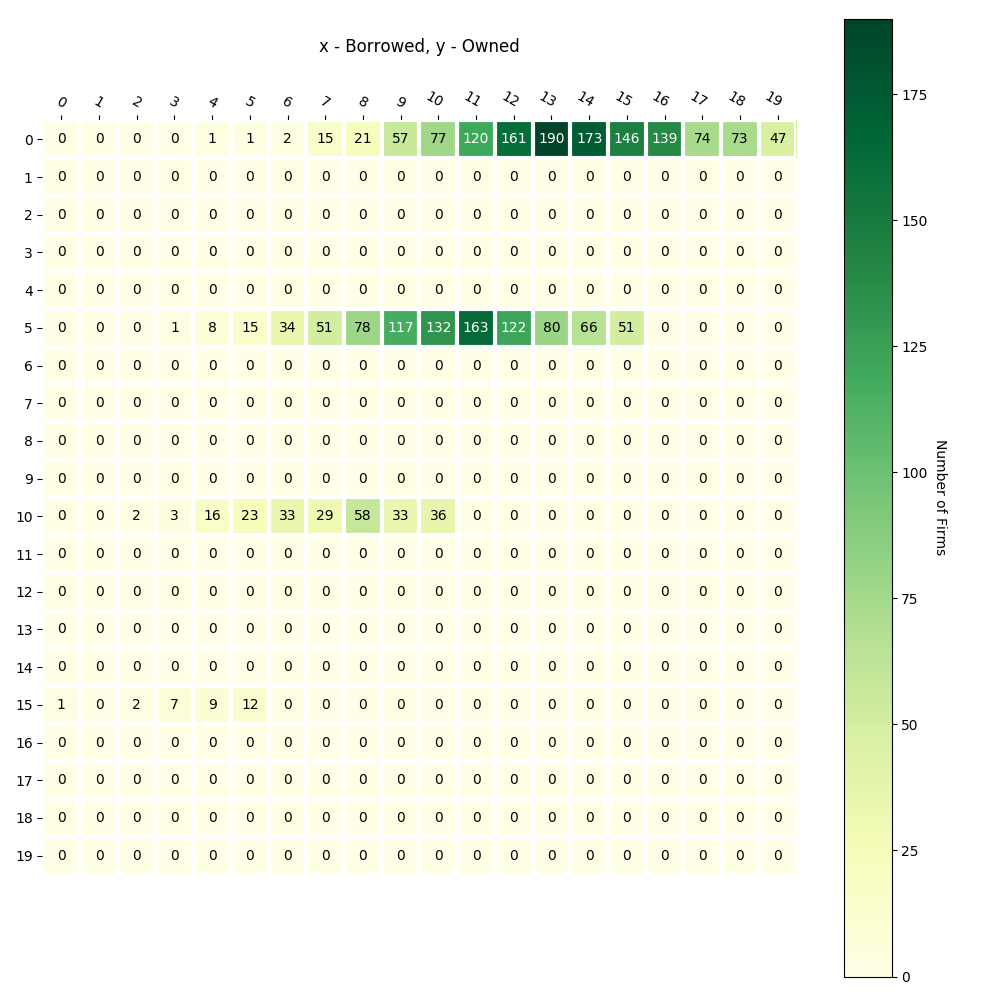 x - Borrowed, y - Owned
0 1 2 3 4 5 6 7 8 9 10 11 12 13 14 15 16 17 18 19
0 0 0 0 0 1 1 2 15 21 57 77 120 161 190 173 146 139 74 73 47
1 0 0 0 0 0 0 0 0 0 0 0 0 0 0 0 0 0 0 0 0
2 0 0 0 0 0 0 0 0 0 0 0 0 0 0 0 0 0 0 0 0
3 0 0 0 0 0 0 0 0 0 0 0 0 0 0 0 0 0 0 0 0
4 0 0 0 0 0 0 0 0 0 0 0 0 0 0 0 0 0 0 0 0
5 0 0 0 1 8 15 34 51 78 117 132 163 122 80 66 51 0 0 0 0
6 0 0 0 0 0 0 0 0 0 0 0 0 0 0 0 0 0 0 0 0
7 0 0 0 0 0 0 0 0 0 0 0 0 0 0 0 0 0 0 0 0
8 0 0 0 0 0 0 0 0 0 0 0 0 0 0 0 0 0 0 0 0
9 0 0 0 0 0 0 0 0 0 0 0 0 0 0 0 0 0 0 0 0
10 0 0 2 3 16 23 33 29 58 33 36 0 0 0 0 0 0 0 0 0
11 0 0 0 0 0 0 0 0 0 0 0 0 0 0 0 0 0 0 0 0
12 0 0 0 0 0 0 0 0 0 0 0 0 0 0 0 0 0 0 0 0
13 0 0 0 0 0 0 0 0 0 0 0 0 0 0 0 0 0 0 0 0
14 0 0 0 0 0 0 0 0 0 0 0 0 0 0 0 0 0 0 0 0
15 1 0 2 7 9 12 0 0 0 0 0 0 0 0 0 0 0 0 0 0
16 0 0 0 0 0 0 0 0 0 0 0 0 0 0 0 0 0 0 0 0
17 0 0 0 0 0 0 0 0 0 0 0 0 0 0 0 0 0 0 0 0
18 0 0 0 0 0 0 0 0 0 0 0 0 0 0 0 0 0 0 0 0
19 0 0 0 0 0 0 0 0 0 0 0 0 0 0 0 0 0 0 0 0
175
150
125
100
75
50
25
0
Number of Firms